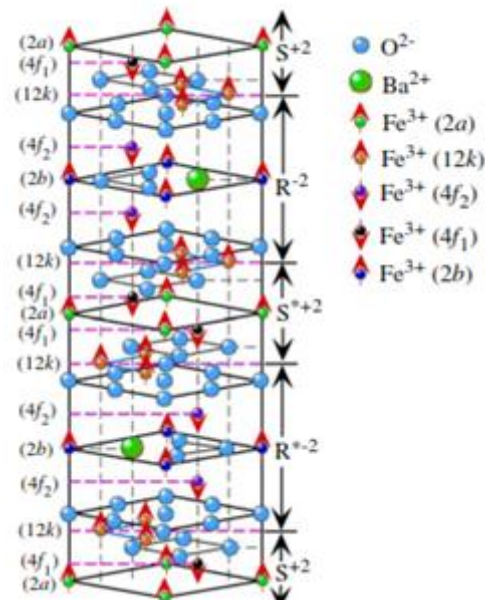 (2a)
(4f₁)
(12k)
(4f₂)
(2b)
(4f₂)
(12k)
(4f₁)
(2a)
(4f₁)
(12k)
(4f₂)
(2b)
(4f₂)
(12k)
(4f₁)
(2a)
S⁺²
R⁻²
S*⁺²
R*⁻²
S⁺²
O²⁻
Ba²⁺
Fe³⁺ (2a)
Fe³⁺ (12k)
Fe³⁺ (4f₂)
Fe³⁺ (4f₁)
Fe³⁺ (2b)